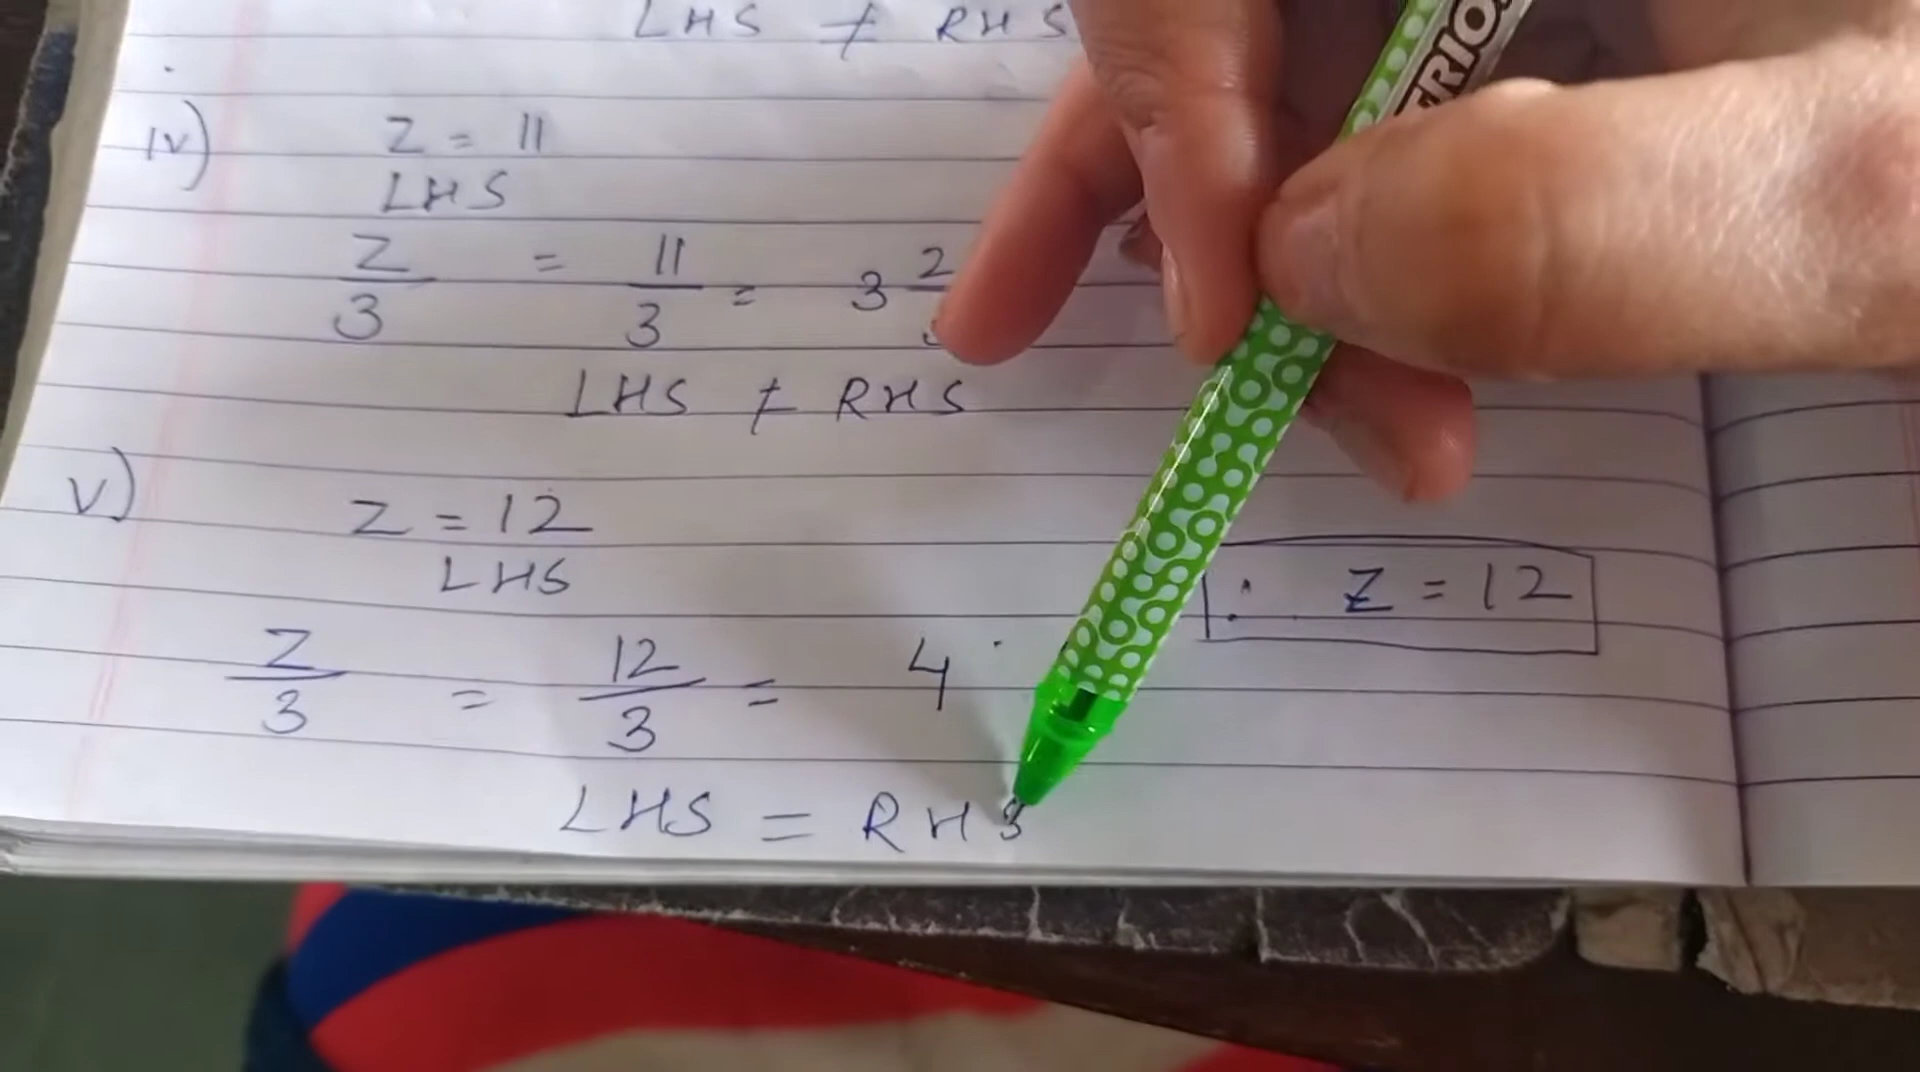 LHS ≠ RHS
iv) Z = 11
LHS
Z/3 = 11/3 = 3 2
LHS ≠ RHS
v) Z = 12
LHS
∴ Z = 12
Z/3 = 12/3 = 4
LHS = RHS